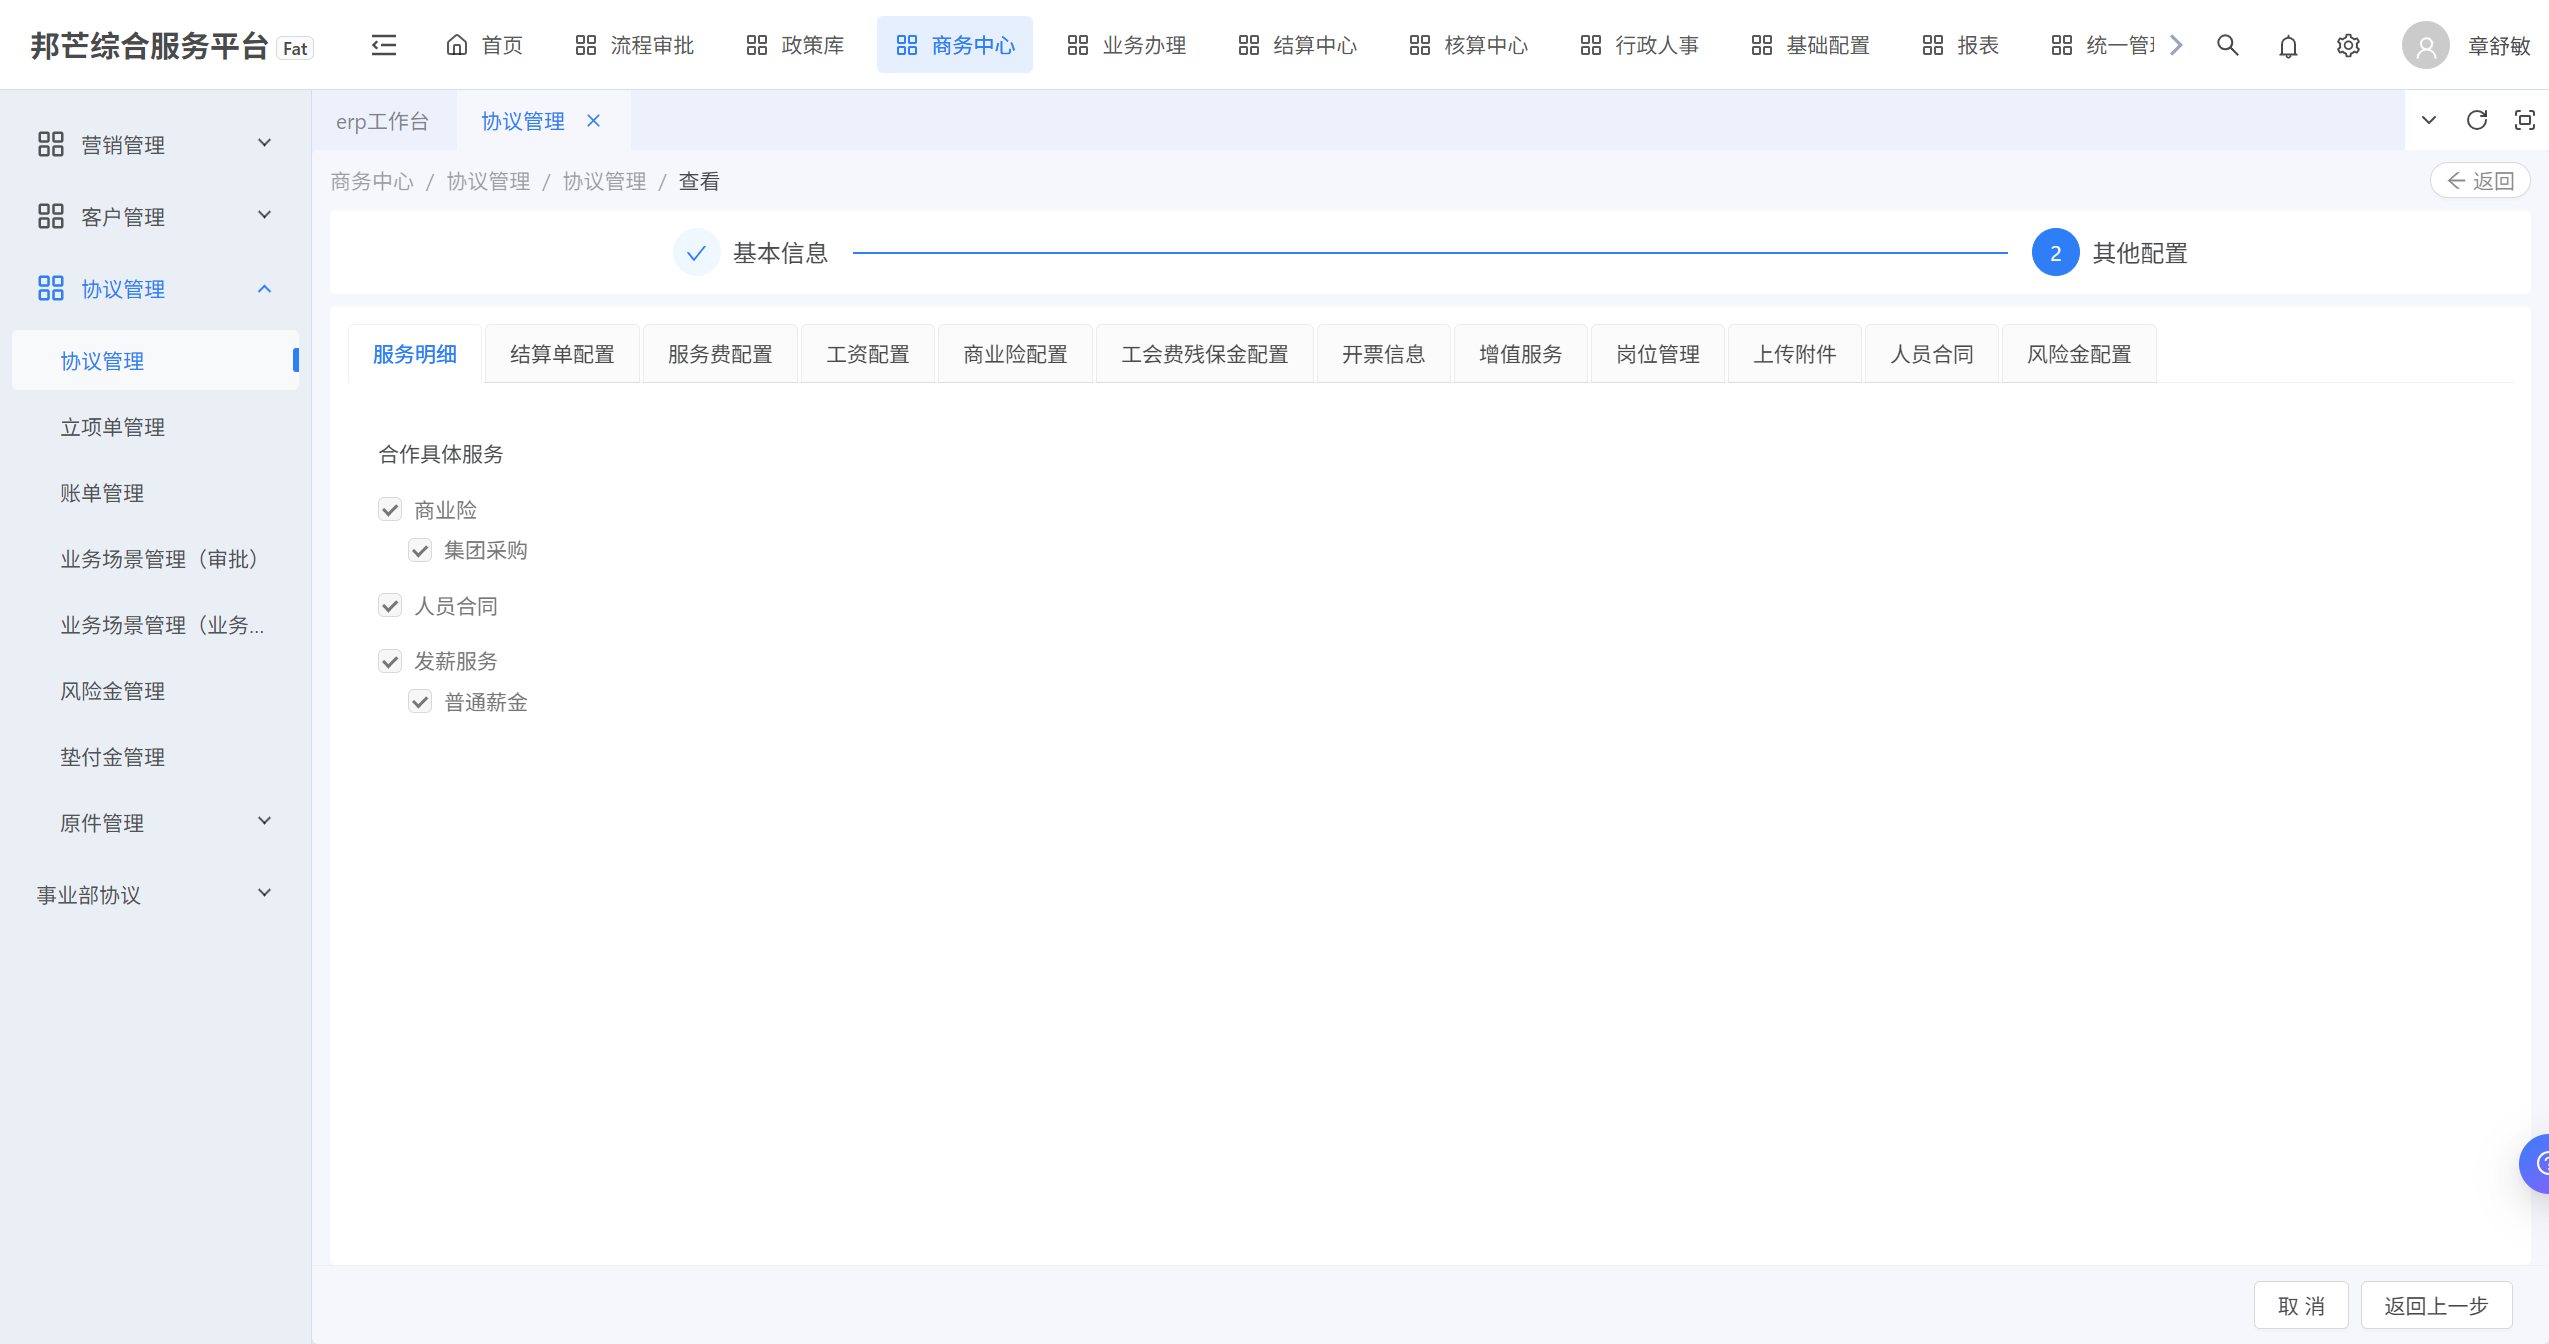 邦芒综合服务平台 Fat 首页 流程审批 政策库 商务中心 业务办理 结算中心 核算中心 行政人事 基础配置 报表 统一管 章舒敏
营销管理
客户管理
协议管理
协议管理
立项单管理
账单管理
业务场景管理（审批）
业务场景管理（业务...
风险金管理
垫付金管理
原件管理
事业部协议
erp工作台 协议管理
商务中心 / 协议管理 / 协议管理 / 查看 返回
基本信息 2 其他配置
服务明细 结算单配置 服务费配置 工资配置 商业险配置 工会费残保金配置 开票信息 增值服务 岗位管理 上传附件 人员合同 风险金配置
合作具体服务
商业险
集团采购
人员合同
发薪服务
普通薪金
取 消 返回上一步